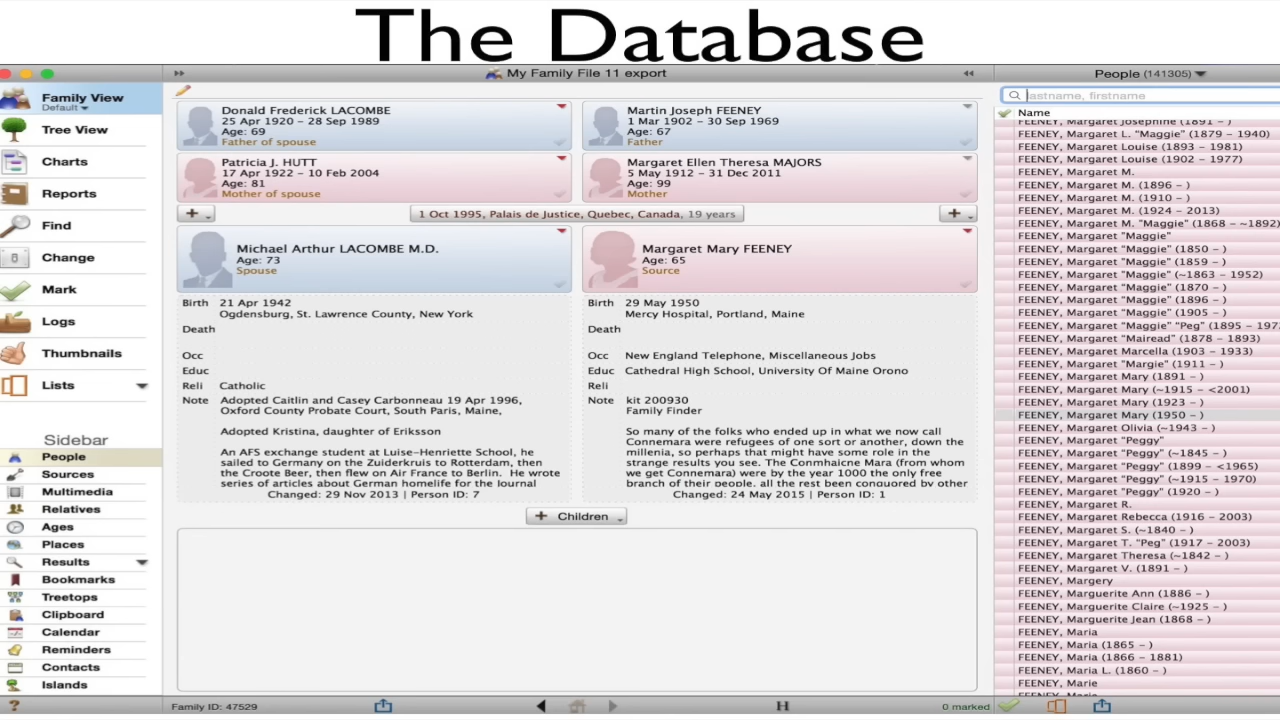 The Database
My Family File 11 export
People (141305)
Family View
Default
Tree View
Charts
Reports
Find
Change
Mark
Logs
Thumbnails
Lists
Sidebar
People
Sources
Multimedia
Relatives
Ages
Places
Results
Bookmarks
Treetops
Clipboard
Calendar
Reminders
Contacts
Islands
Donald Frederick LACOMBE
25 Apr 1920 – 28 Sep 1989
Age: 69
Father of spouse
Martin Joseph FEENEY
1 Mar 1902 – 30 Sep 1969
Age: 67
Father
Patricia J. HUTT
17 Apr 1922 – 10 Feb 2004
Age: 81
Mother of spouse
Margaret Ellen Theresa MAJORS
5 May 1912 – 31 Dec 2011
Age: 99
Mother
1 Oct 1995, Palais de Justice, Quebec, Canada, 19 years
Michael Arthur LACOMBE M.D.
Age: 73
Spouse
Margaret Mary FEENEY
Age: 65
Source
Birth 21 Apr 1942
Ogdensburg, St. Lawrence County, New York
Death
Occ
Educ
Reli Catholic
Note Adopted Caitlin and Casey Carbonneau 19 Apr 1996,
Oxford County Probate Court, South Paris, Maine,
Adopted Kristina, daughter of Eriksson
An AFS exchange student at Luise-Henriette School, he
sailed to Germany on the Zuiderkruis to Rotterdam, then
the Croote Beer, then flew on Air France to Berlin. He wrote
series of articles about German homelife for the Journal
Changed: 29 Nov 2013 | Person ID: 7
Birth 29 May 1950
Mercy Hospital, Portland, Maine
Death
Occ New England Telephone, Miscellaneous Jobs
Educ Cathedral High School, University Of Maine Orono
Reli
Note kit 200930
Family Finder
So many of the folks who ended up in what we now call
Connemara were refugees of one sort or another, down the
millenia, so perhaps that might have some role in the
strange results you see. The Conmhaicne Mara (from whom
we get Connemara) were by the year 1000 the only free
branch of their people, all the rest been conquered by other
Changed: 24 May 2015 | Person ID: 1
Children
lastname, firstname
Name
FEENEY, Margaret Josephine (1891 – )
FEENEY, Margaret L. "Maggie" (1879 – 1940)
FEENEY, Margaret Louise (1893 – 1981)
FEENEY, Margaret Louise (1902 – 1977)
FEENEY, Margaret M.
FEENEY, Margaret M. (1896 – )
FEENEY, Margaret M. (1910 – )
FEENEY, Margaret M. (1924 – 2013)
FEENEY, Margaret M. "Maggie" (1868 – ~1892)
FEENEY, Margaret "Maggie"
FEENEY, Margaret "Maggie" (1850 – )
FEENEY, Margaret "Maggie" (1859 – )
FEENEY, Margaret "Maggie" (~1863 – 1952)
FEENEY, Margaret "Maggie" (1870 – )
FEENEY, Margaret "Maggie" (1896 – )
FEENEY, Margaret "Maggie" (1905 – )
FEENEY, Margaret "Maggie" "Peg" (1895 – 197
FEENEY, Margaret "Mairead" (1878 – 1893)
FEENEY, Margaret Marcella (1903 – 1933)
FEENEY, Margaret "Margie" (1911 – )
FEENEY, Margaret Mary (1891 – )
FEENEY, Margaret Mary (~1915 – <2001)
FEENEY, Margaret Mary (1923 – )
FEENEY, Margaret Mary (1950 – )
FEENEY, Margaret Olivia (~1943 – )
FEENEY, Margaret "Peggy"
FEENEY, Margaret "Peggy" (~1845 – )
FEENEY, Margaret "Peggy" (1899 – <1965)
FEENEY, Margaret "Peggy" (~1915 – 1970)
FEENEY, Margaret "Peggy" (1920 – )
FEENEY, Margaret R.
FEENEY, Margaret Rebecca (1916 – 2003)
FEENEY, Margaret S. (~1840 – )
FEENEY, Margaret T. "Peg" (1917 – 2003)
FEENEY, Margaret Theresa (~1842 – )
FEENEY, Margaret V. (1891 – )
FEENEY, Margery
FEENEY, Marguerite Ann (1886 – )
FEENEY, Marguerite Claire (~1925 – )
FEENEY, Marguerite Jean (1868 – )
FEENEY, Maria
FEENEY, Maria (1865 – )
FEENEY, Maria (1866 – 1881)
FEENEY, Maria L. (1860 – )
FEENEY, Marie
Family ID: 47529
H
0 marked